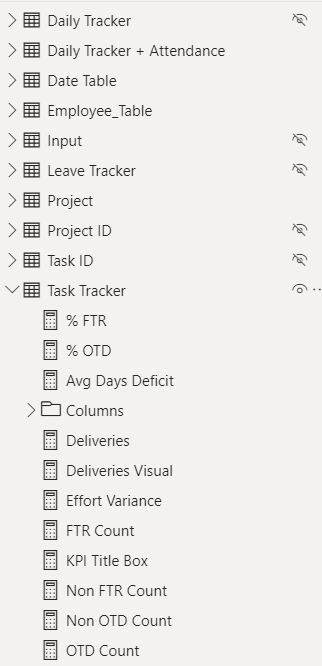 Daily Tracker
Daily Tracker + Attendance
Date Table
Employee_Table
Input
Leave Tracker
Project
Project ID
Task ID
Task Tracker
% FTR
% OTD
Avg Days Deficit
Columns
Deliveries
Deliveries Visual
Effort Variance
FTR Count
KPI Title Box
Non FTR Count
Non OTD Count
OTD Count